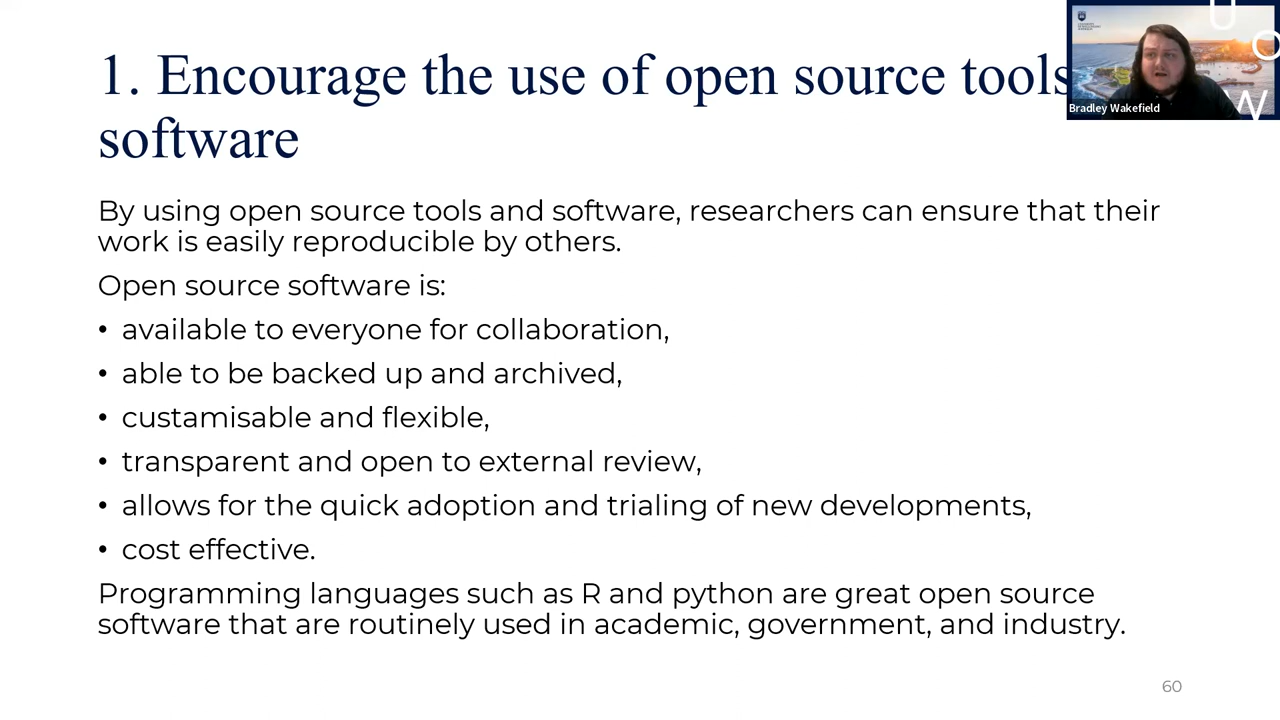 1. Encourage the use of open source tools
software
By using open source tools and software, researchers can ensure that their
work is easily reproducible by others.
Open source software is:
• available to everyone for collaboration,
• able to be backed up and archived,
• custamisable and flexible,
• transparent and open to external review,
• allows for the quick adoption and trialing of new developments,
• cost effective.
Programming languages such as R and python are great open source
software that are routinely used in academic, government, and industry.
60
U
O
W
Bradley Wakefield